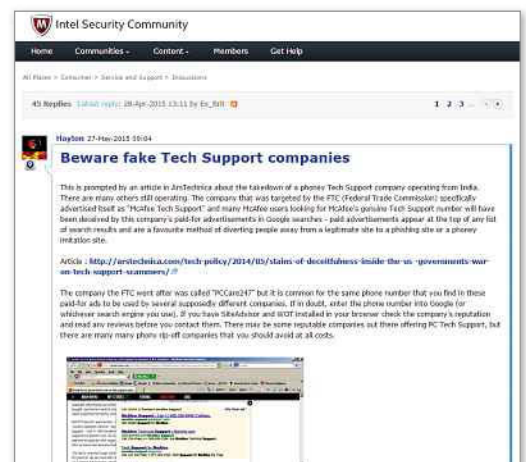 Intel Security Community
Home Communities Content Members Get Help
All Places > Consumer > Service and Support > Discussions
45 Replies Latest reply: 28-Apr-2015 13:11 by Ex_Brit 1 2 3 ...
Hayton 27-May-2015 09:04
Beware fake Tech Support companies
This is prompted by an article in ArsTechnica about the takedown of a phoney Tech Support company operating from India.
There are many others still operating. The company that was targeted by the FTC (Federal Trade Commission) specifically
advertised itself as "McAfee Tech Support" and many McAfee users looking for McAfee's genuine Tech Support number will have
been deceived by this company's paid-for advertisements in Google searches - paid advertisements appear at the top of any list
of search results and are a favourite method of diverting people away from a legitimate site to a phishing site or a phoney
imitation site.
Article : http://arstechnica.com/tech-policy/2014/05/stains-of-deceitfulness-inside-the-us-governments-war-
on-tech-support-scammers/
The company the FTC went after was called "PCCare247" but it is common for the same phone number that you find in these
paid-for ads to be used by several supposedly different companies. If in doubt, enter the phone number into Google (or
whichever search engine you use). If you have SiteAdvisor and WOT installed in your browser check the company's reputation
and read any reviews before you contact them. There may be some reputable companies out there offering PC Tech Support, but
there are many many phony rip-off companies that you should avoid at all costs.